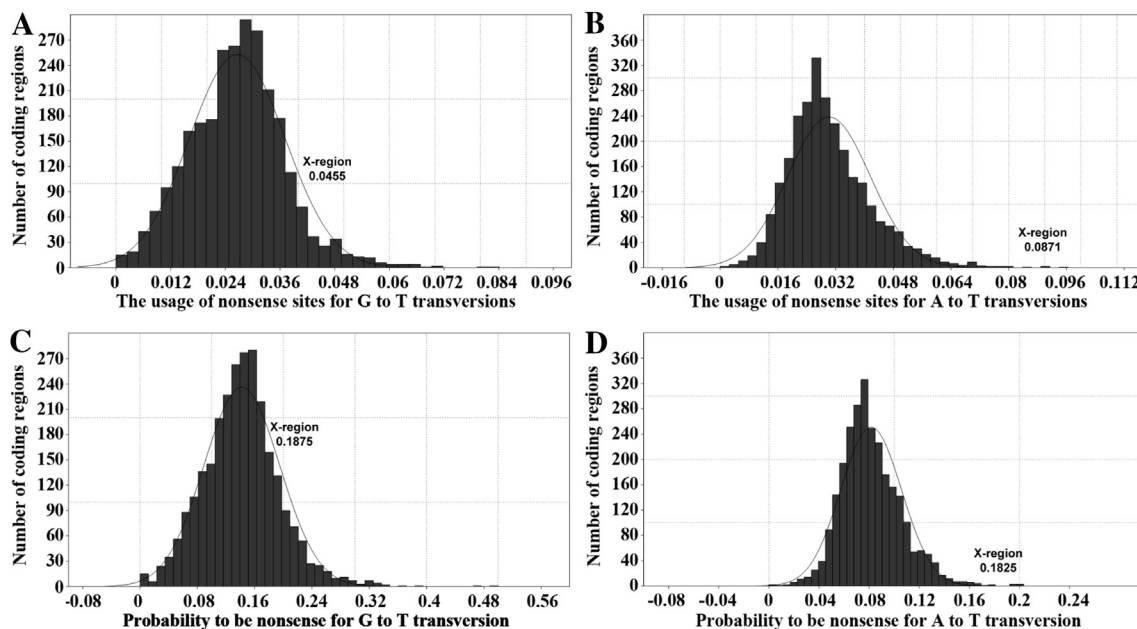 A
Number of coding regions
270
240
210
180
150
120
90
60
30
0
X-region
0.0455
0 0.012 0.024 0.036 0.048 0.06 0.072 0.084 0.096
The usage of nonsense sites for G to T transversions
B
Number of coding regions
360
320
280
240
200
160
120
80
40
0
X-region
0.0871
-0.016 0 0.016 0.032 0.048 0.064 0.08 0.096 0.112
The usage of nonsense sites for A to T transversions
C
Number of coding regions
270
240
210
180
150
120
90
60
30
0
X-region
0.1875
-0.08 0 0.08 0.16 0.24 0.32 0.4 0.48 0.56
Probability to be nonsense for G to T transversion
D
Number of coding regions
360
320
280
240
200
160
120
80
40
0
X-region
0.1825
-0.08 -0.04 0 0.04 0.08 0.12 0.16 0.2 0.24
Probability to be nonsense for A to T transversion